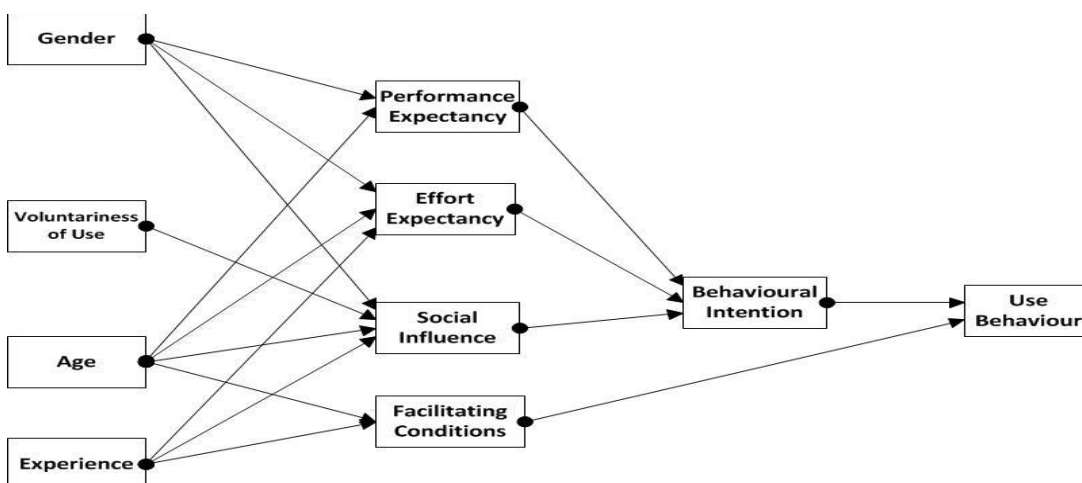 Gender
Performance
Expectancy
Effort
Expectancy
Voluntariness
of Use
Behavioural
Intention
Use
Behaviour
Social
Influence
Age
Facilitating
Conditions
Experience